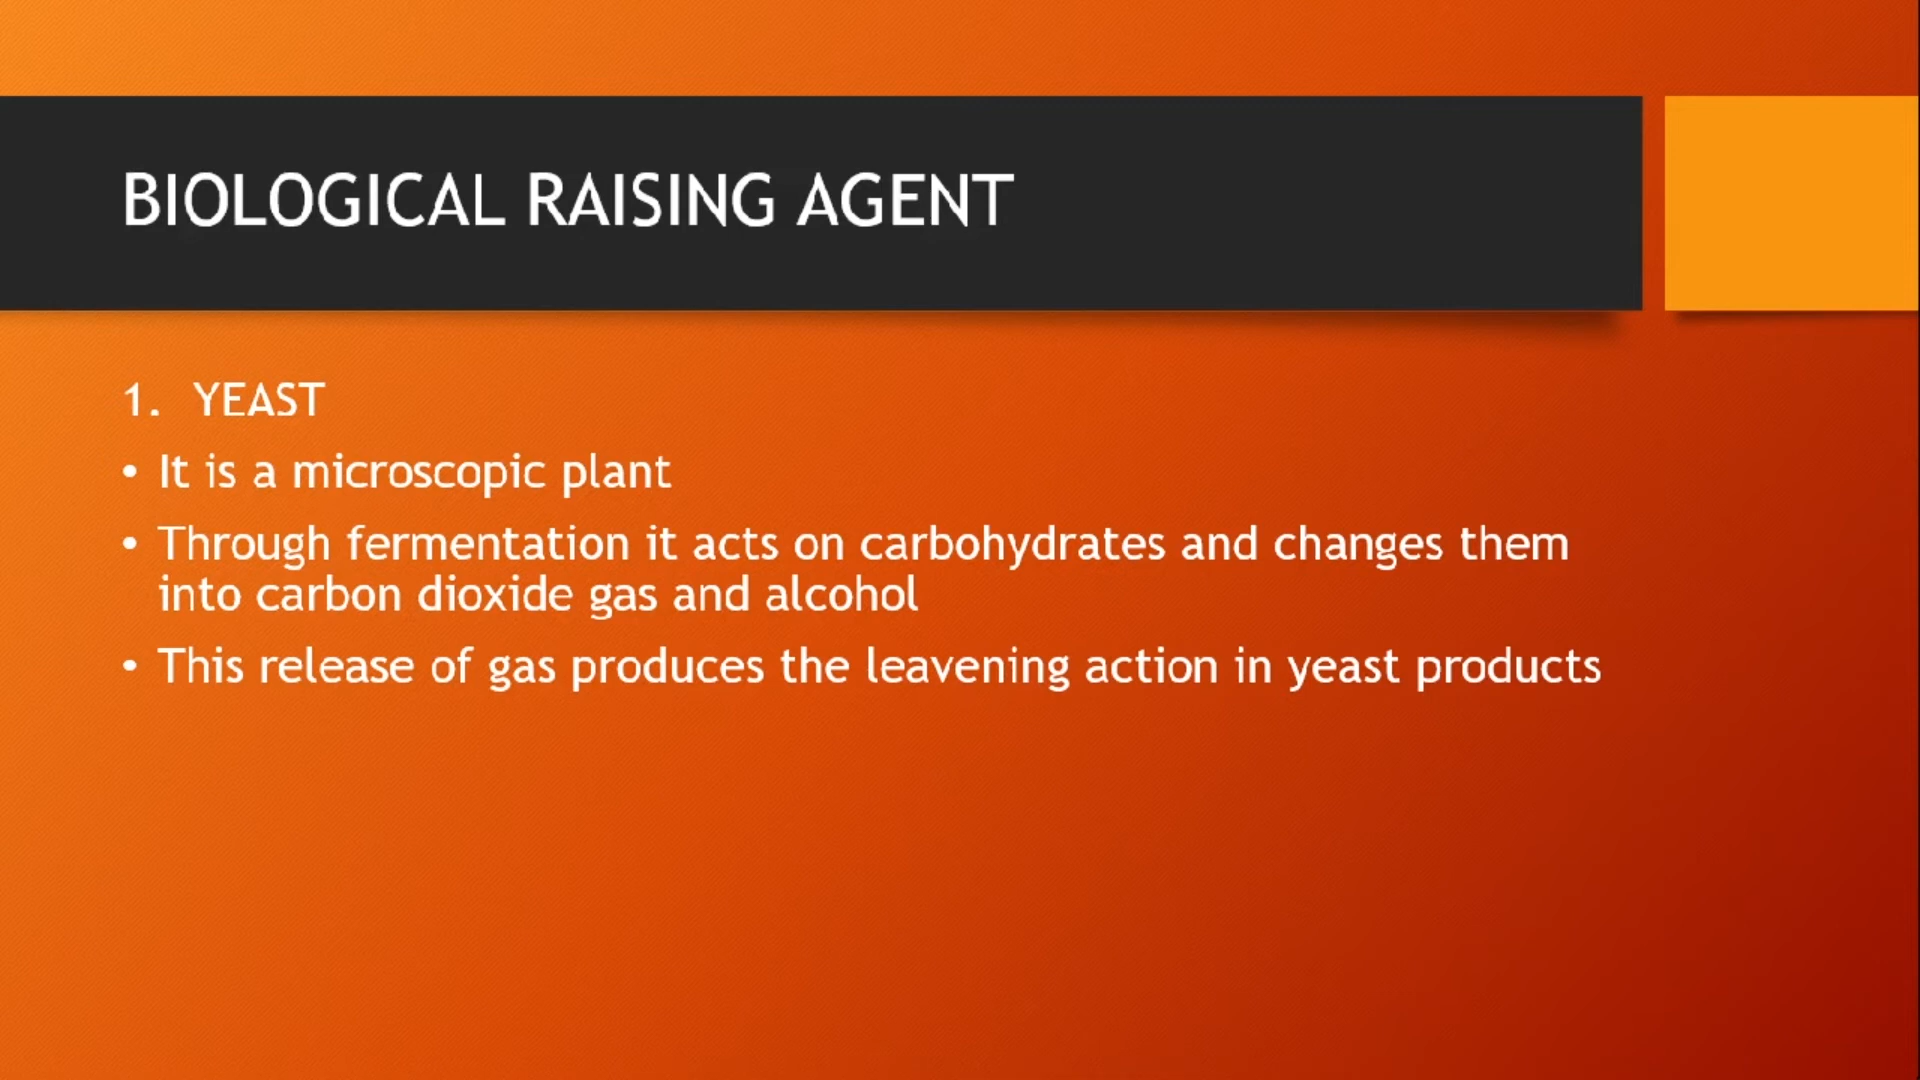 BIOLOGICAL RAISING AGENT
1. YEAST
• It is a microscopic plant
• Through fermentation it acts on carbohydrates and changes them
into carbon dioxide gas and alcohol
• This release of gas produces the leavening action in yeast products